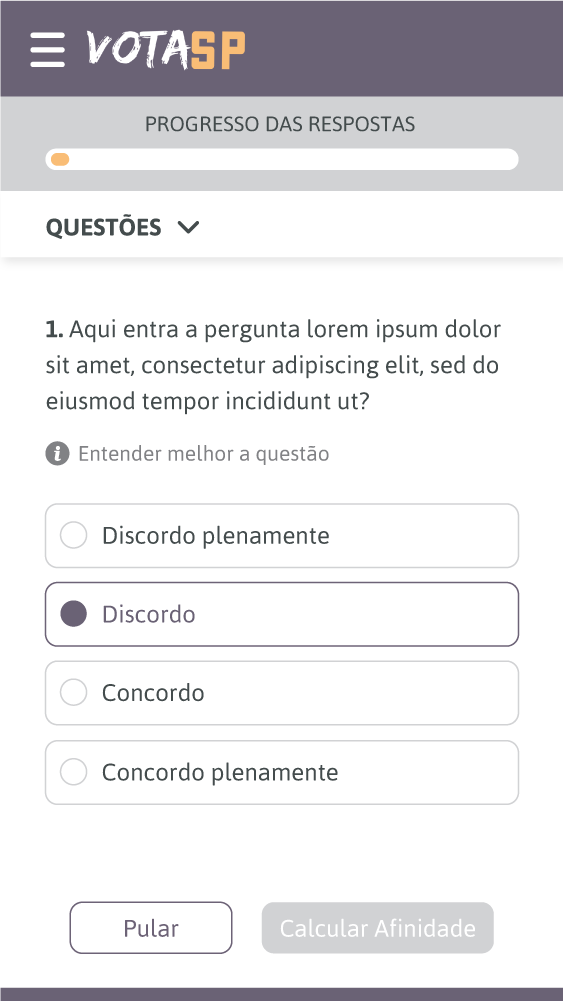 VOTASP
PROGRESSO DAS RESPOSTAS
QUESTÕES
1. Aqui entra a pergunta lorem ipsum dolor
sit amet, consectetur adipiscing elit, sed do
eiusmod tempor incididunt ut?
i Entender melhor a questão
Discordo plenamente
Discordo
Concordo
Concordo plenamente
Pular
Calcular Afinidade